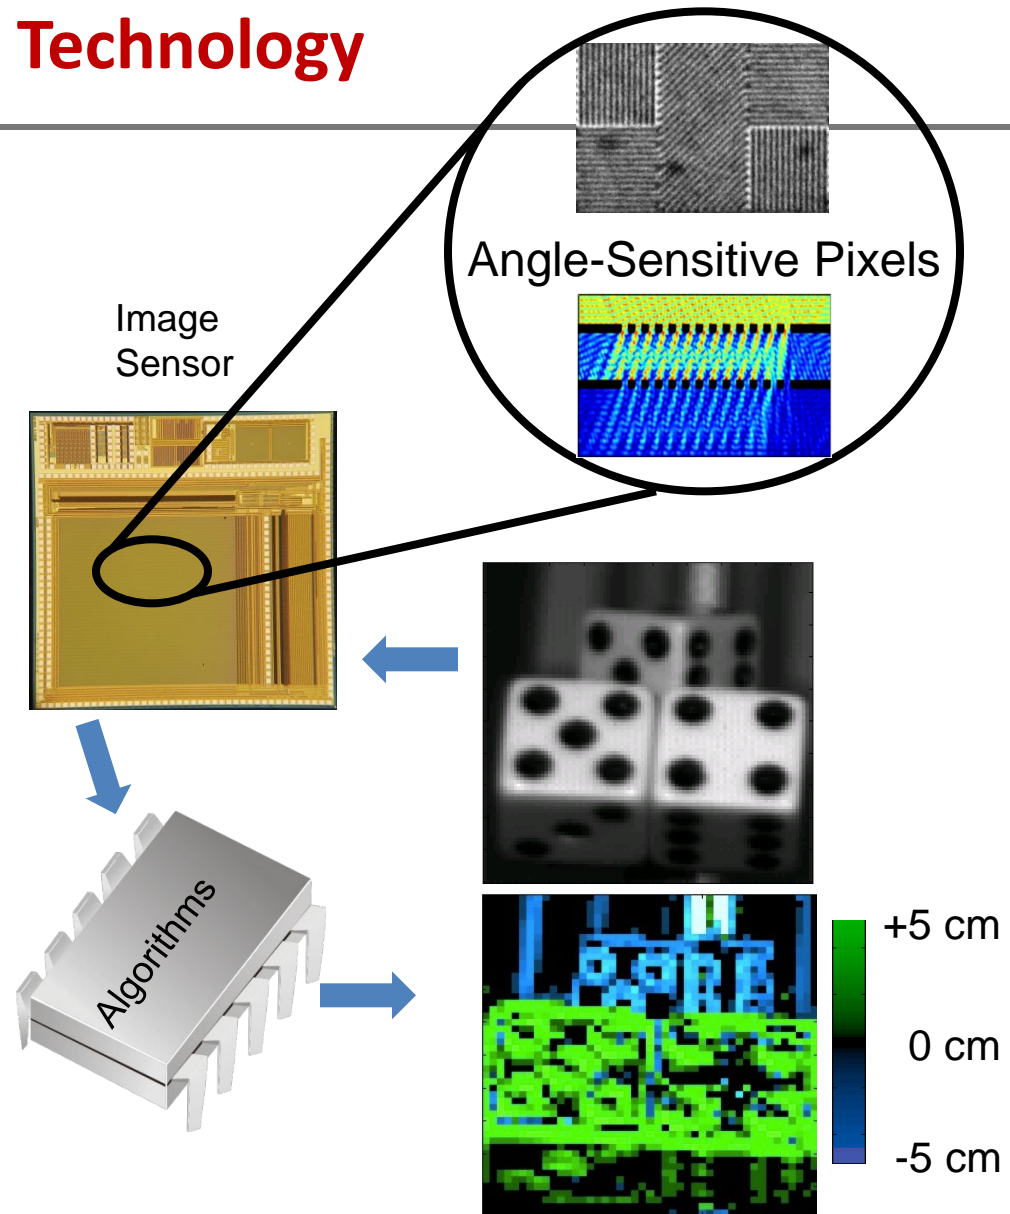 Technology
Angle-Sensitive Pixels
Image
Sensor
Algorithms
+5 cm
0 cm
-5 cm